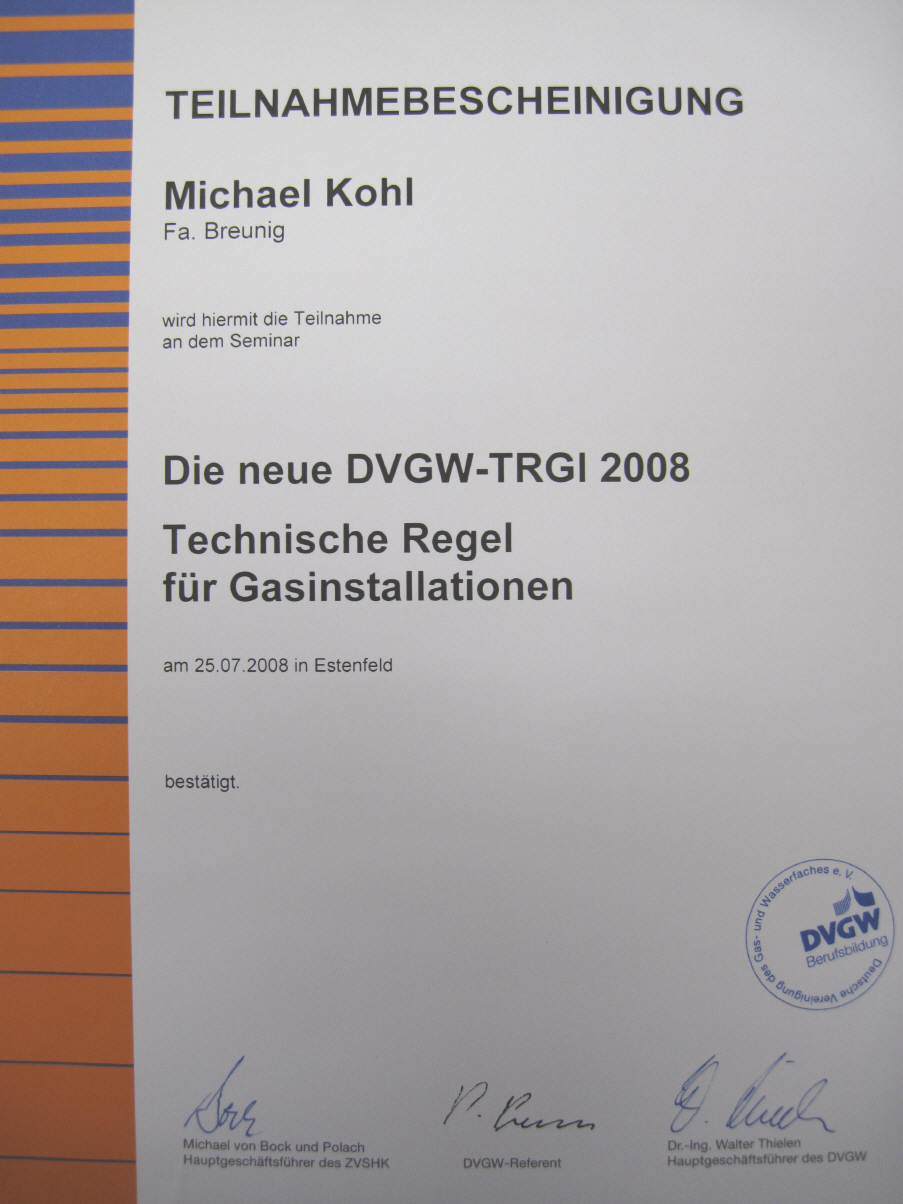 TEILNAHMEBESCHEINIGUNG
Michael Kohl
Fa. Breunig
wird hiermit die Teilnahme
an dem Seminar
Die neue DVGW-TRGI 2008
Technische Regel
für Gasinstallationen
am 25.07.2008 in Estenfeld
bestätigt.
Deutsche Vereinigung des Gas- und Wasserfaches e. V.
DVGW
Berufsbildung
Michael von Bock und Polach
Hauptgeschäftsführer des ZVSHK
DVGW-Referent
Dr.-Ing. Walter Thielen
Hauptgeschäftsführer des DVGW